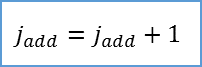 j_add = j_add + 1